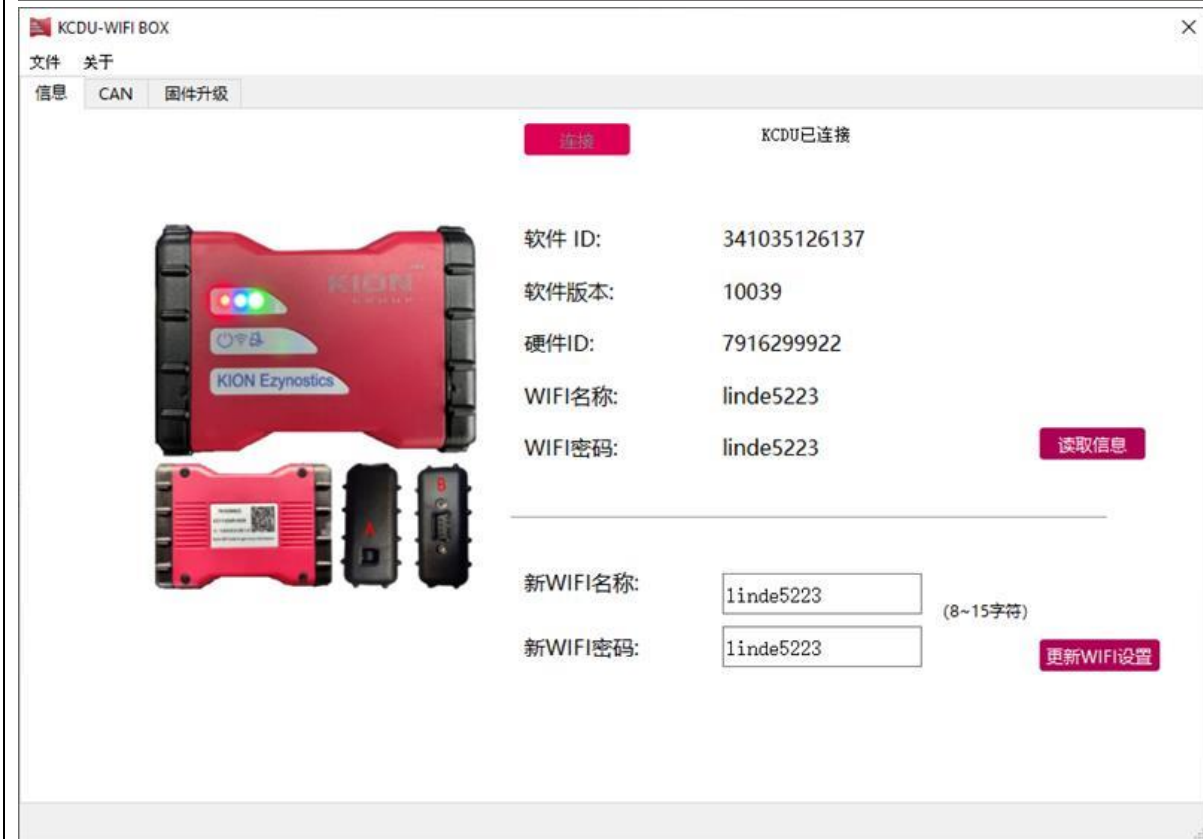 KCDU-WIFI BOX
文件 关于
信息 CAN 固件升级
连接 KCDU已连接
KION
GROUP
KION Ezynostics
A
B
软件 ID: 341035126137
软件版本: 10039
硬件ID: 7916299922
WIFI名称: linde5223
WIFI密码: linde5223 读取信息
新WIFI名称: linde5223 (8~15字符)
新WIFI密码: linde5223 更新WIFI设置